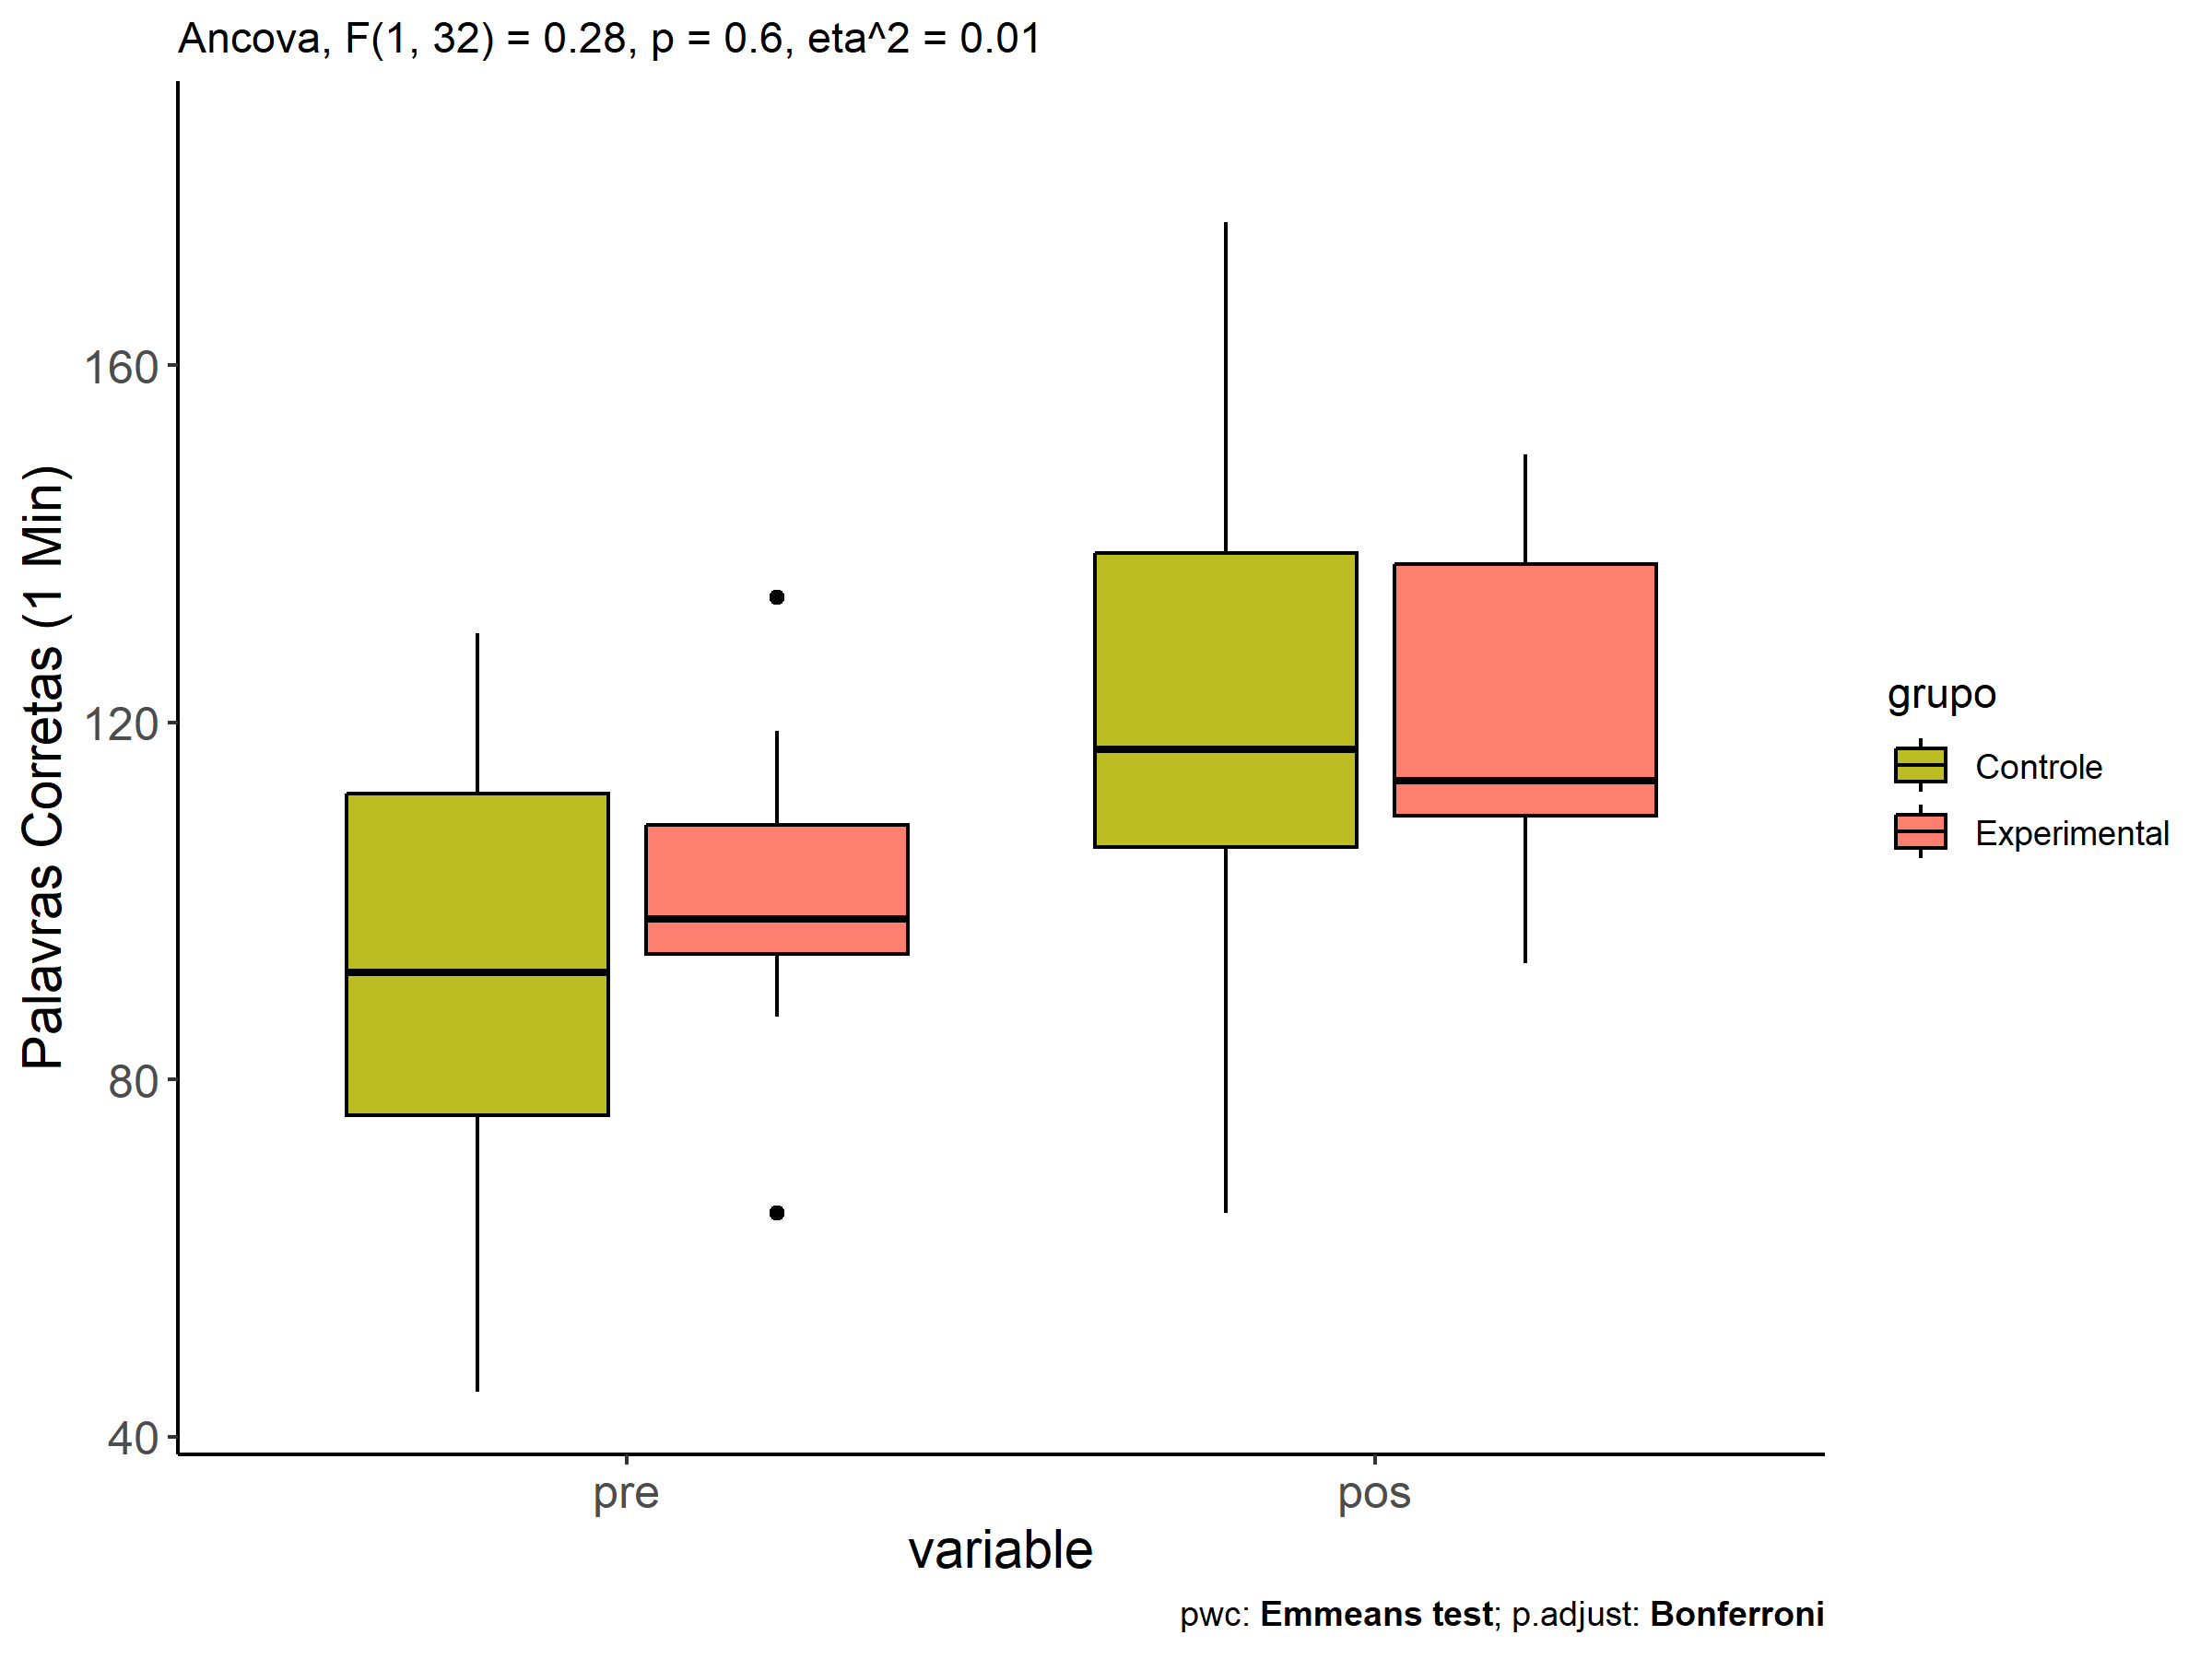 Ancova, F(1, 32) = 0.28, p = 0.6, eta^2 = 0.01
Palavras Corretas (1 Min)
160
120
80
40
pre
pos
variable
grupo
Controle
Experimental
pwc: Emmeans test; p.adjust: Bonferroni